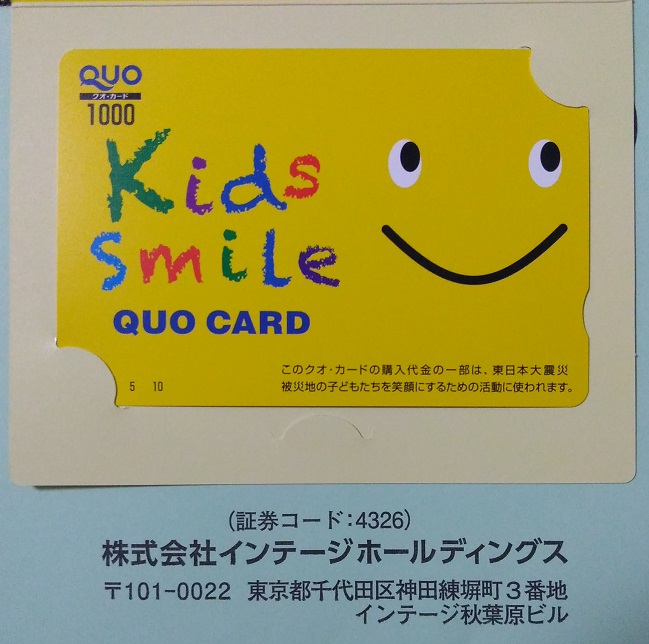 QUO
クオ・カード
1000
Kids
smile
QUO CARD
このクオ・カードの購入代金の一部は、東日本大震災
被災地の子どもたちを笑顔にするための活動に使われます。
5 10
(証券コード:4326)
株式会社インテージホールディングス
〒101-0022 東京都千代田区神田練塀町3番地
インテージ秋葉原ビル